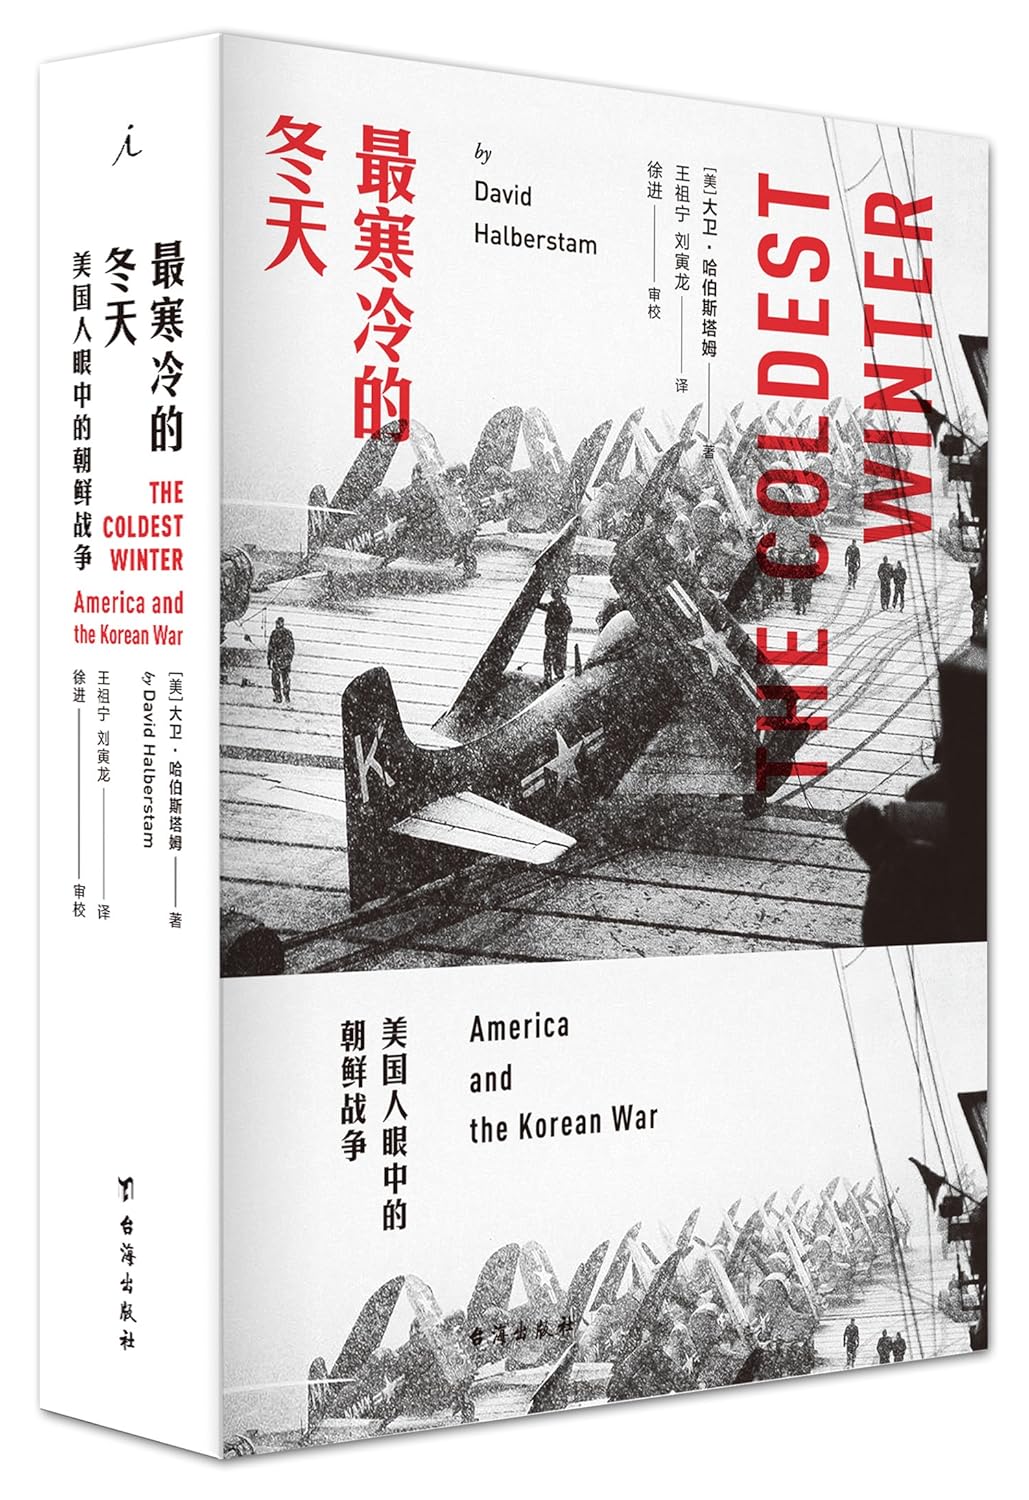 最寒冷的
冬天
by
David
Halberstam
[美]大卫·哈伯斯塔姆——著
王祖宁 刘寅龙——译
徐进——审校
THE COLDEST
WINTER
美国人眼中的
朝鲜战争
America
and
the Korean War
台海出版社
K
i
最寒冷的
冬天
美国人眼中的朝鲜战争
THE
COLDEST
WINTER
America and
the Korean War
[美]大卫·哈伯斯塔姆——著
by David Halberstam
王祖宁 刘寅龙——译
徐进——审校
台海出版社